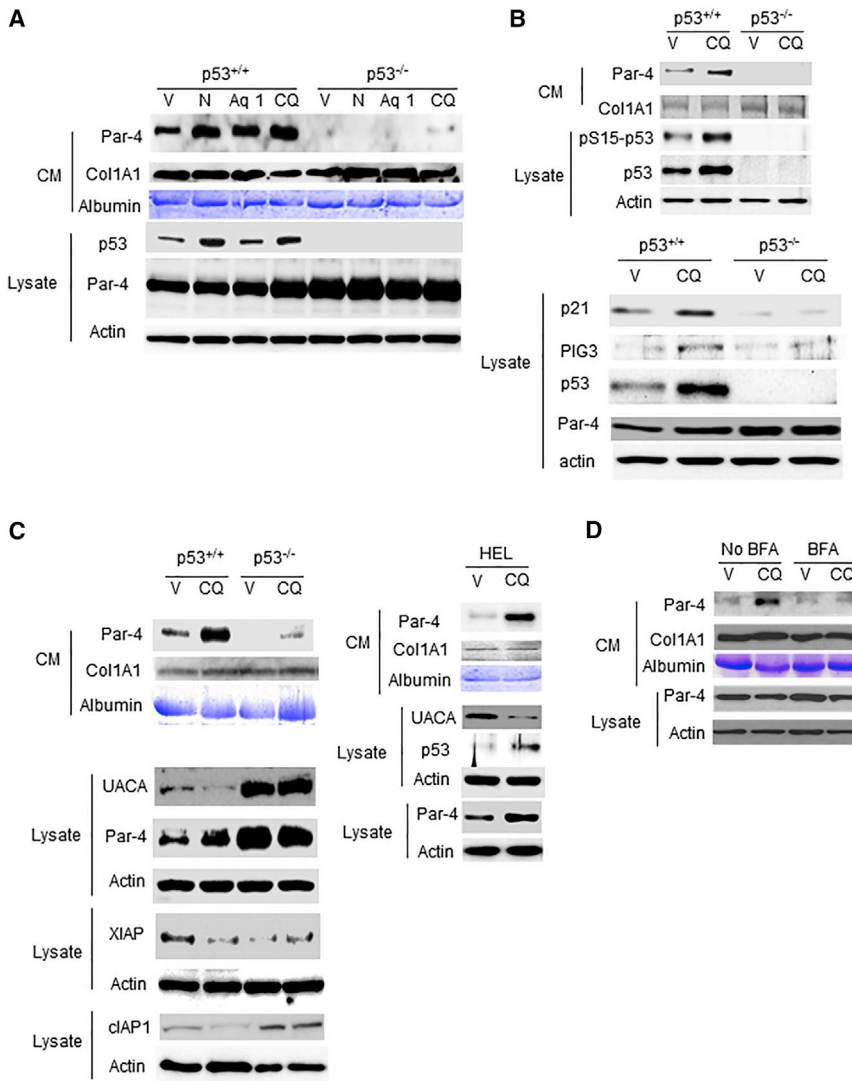 A
p53+/+ p53-/-
V N Aq 1 CQ V N Aq 1 CQ
CM
Par-4
Col1A1
Albumin
Lysate
p53
Par-4
Actin
B
p53+/+ p53-/-
V CQ V CQ
CM
Par-4
Col1A1
Lysate
pS15-p53
p53
Actin
p53+/+ p53-/-
V CQ V CQ
Lysate
p21
PIG3
p53
Par-4
actin
C
p53+/+ p53-/-
V CQ V CQ
CM
Par-4
Col1A1
Albumin
Lysate
UACA
Par-4
Actin
Lysate
XIAP
Actin
Lysate
cIAP1
Actin
HEL
V CQ
CM
Par-4
Col1A1
Albumin
Lysate
UACA
p53
Actin
Lysate
Par-4
Actin
D
No BFA BFA
V CQ V CQ
CM
Par-4
Col1A1
Albumin
Lysate
Par-4
Actin